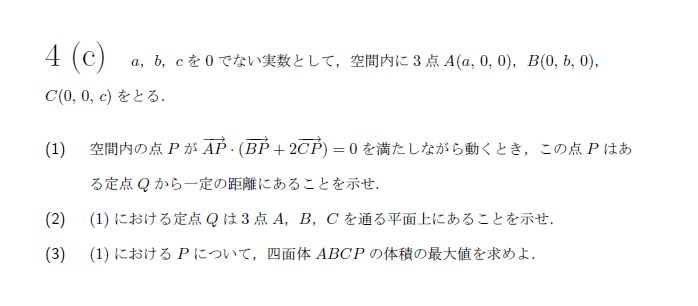 4 (c) a, b, c を 0 でない実数として，空間内に 3 点 A(a, 0, 0)，B(0, b, 0)，
C(0, 0, c) をとる．
(1) 空間内の点 P が \overrightarrow{AP} · (\overrightarrow{BP} + 2\overrightarrow{CP}) = 0 を満たしながら動くとき，この点 P はあ
る定点 Q から一定の距離にあることを示せ．
(2) (1) における定点 Q は 3 点 A，B，C を通る平面上にあることを示せ．
(3) (1) における P について，四面体 ABCP の体積の最大値を求めよ．